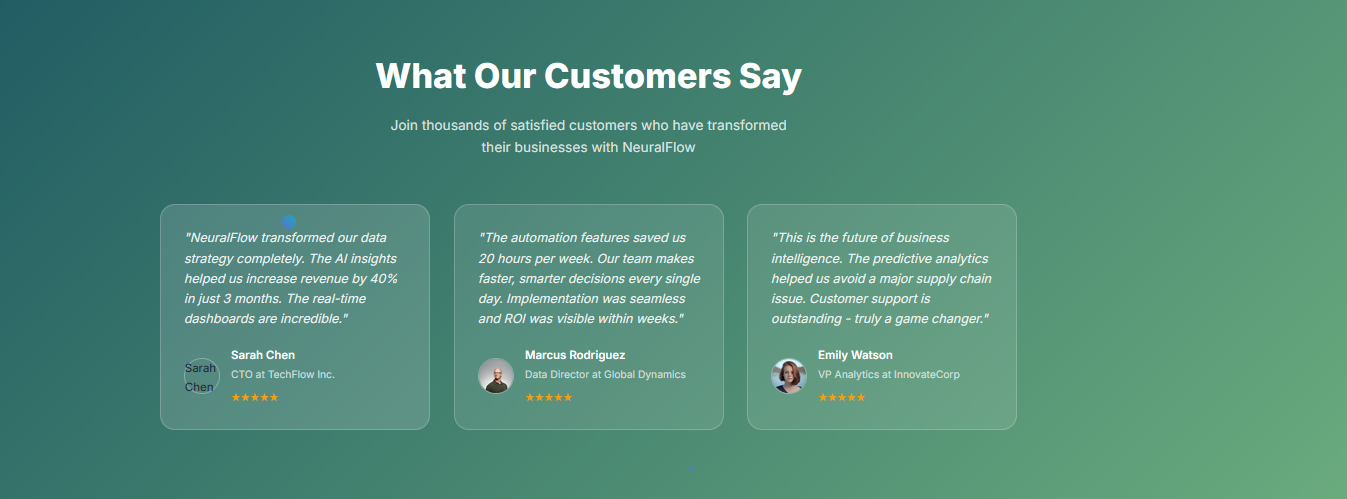 What Our Customers Say
Join thousands of satisfied customers who have transformed
their businesses with NeuralFlow
"NeuralFlow transformed our data
strategy completely. The AI insights
helped us increase revenue by 40%
in just 3 months. The real-time
dashboards are incredible."
Sarah
Chen
Sarah Chen
CTO at TechFlow Inc.
★★★★★
"The automation features saved us
20 hours per week. Our team makes
faster, smarter decisions every single
day. Implementation was seamless
and ROI was visible within weeks."
Marcus Rodriguez
Data Director at Global Dynamics
★★★★★
"This is the future of business
intelligence. The predictive analytics
helped us avoid a major supply chain
issue. Customer support is
outstanding - truly a game changer."
Emily Watson
VP Analytics at InnovateCorp
★★★★★